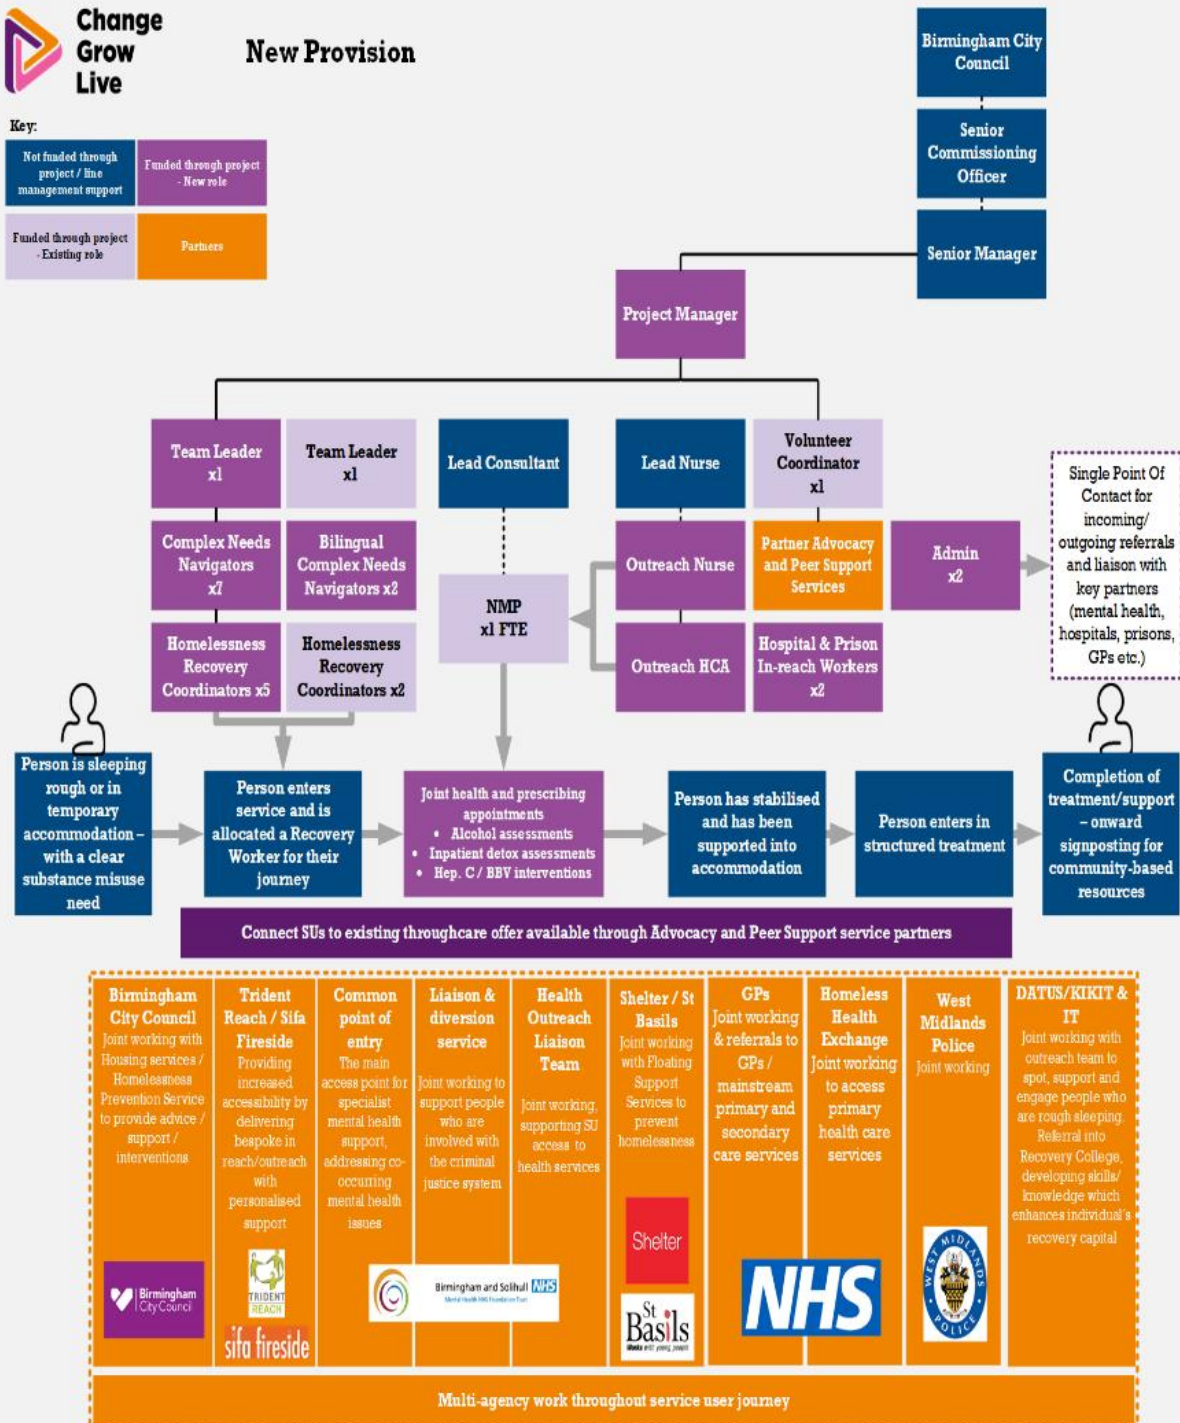 Change
Grow
Live
New Provision
Key:
Not funded through
project / line
management support
Funded through project
- New role
Funded through project
- Existing role
Partners
Birmingham City
Council
Senior
Commissioning
Officer
Senior Manager
Project Manager
Team Leader
x1
Team Leader
x1
Lead Consultant
Lead Nurse
Volunteer
Coordinator
x1
Complex Needs
Navigators
x7
Bilingual
Complex Needs
Navigators x2
NMP
x1 FTE
Outreach Nurse
Partner Advocacy
and Peer Support
Services
Admin
x2
Single Point Of
Contact for
incoming/
outgoing referrals
and liaison with
key partners
(mental health,
hospitals, prisons,
GPs etc.)
Homelessness
Recovery
Coordinators x5
Homelessness
Recovery
Coordinators x2
Outreach HCA
Hospital & Prison
In-reach Workers
x2
Person is sleeping
rough or in
temporary
accommodation –
with a clear
substance misuse
need
Person enters
service and is
allocated a Recovery
Worker for their
journey
Joint health and prescribing
appointments
• Alcohol assessments
• Inpatient detox assessments
• Hep. C / BBV interventions
Person has stabilised
and has been
supported into
accommodation
Person enters in
structured treatment
Completion of
treatment/support
– onward
signposting for
community-based
resources
Connect SUs to existing throughcare offer available through Advocacy and Peer Support service partners
Birmingham
City Council
Joint working with
Housing services /
Homelessness
Prevention Service
to provide advice /
support /
interventions
Birmingham
City Council
Trident
Reach / Sifa
Fireside
Providing
increased
accessibility by
delivering
bespoke in
reach/outreach
with
personalised
support
TRIDENT
REACH
sifa fireside
Common
point of
entry
The main
access point for
specialist
mental health
support,
addressing co-
occurring
mental health
issues
Liaison &
diversion
service
Joint working to
support people
who are
involved with
the criminal
justice system
Birmingham and Solihull NHS
Mental Health NHS Foundation Trust
Health
Outreach
Liaison
Team
Joint working,
supporting SU
access to
health services
Shelter / St
Basils
Joint working
with Floating
Support
Services to
prevent
homelessness
Shelter
St
Basils
Works with young people
GPs
Joint working
& referrals to
GPs /
mainstream
primary and
secondary
care services
Homeless
Health
Exchange
Joint working
to access
primary
health care
services
NHS
West
Midlands
Police
Joint working
WEST MIDLANDS
POLICE
DATUS/KIKIT &
IT
Joint working with
outreach team to
spot, support and
engage people who
are rough sleeping.
Referral into
Recovery College,
developing skills/
knowledge which
enhances individual's
recovery capital
Multi-agency work throughout service user journey